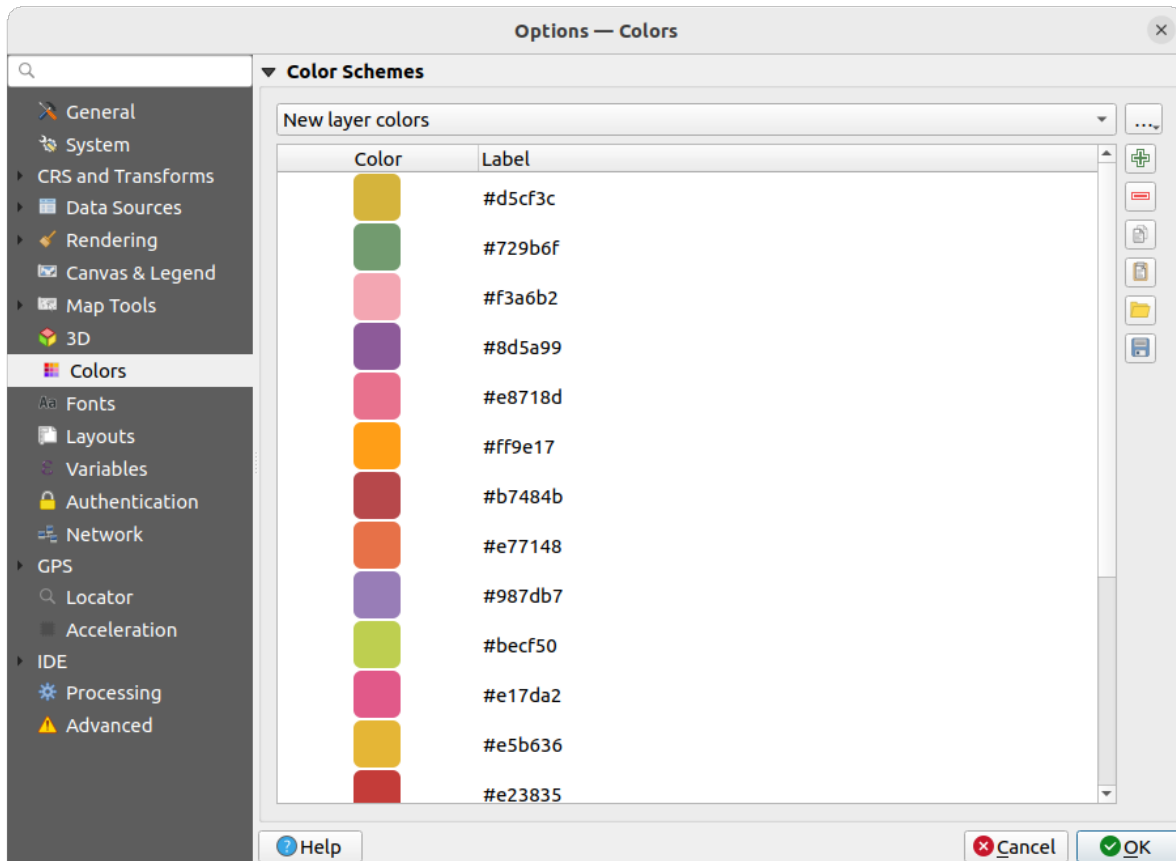 Options — Colors
Color Schemes
General
System
CRS and Transforms
Data Sources
Rendering
Canvas & Legend
Map Tools
3D
Colors
Aa Fonts
Layouts
Variables
Authentication
Network
GPS
Locator
Acceleration
IDE
Processing
Advanced
New layer colors
...
Color Label
#d5cf3c
#729b6f
#f3a6b2
#8d5a99
#e8718d
#ff9e17
#b7484b
#e77148
#987db7
#becf50
#e17da2
#e5b636
#e23835
Help
Cancel
OK